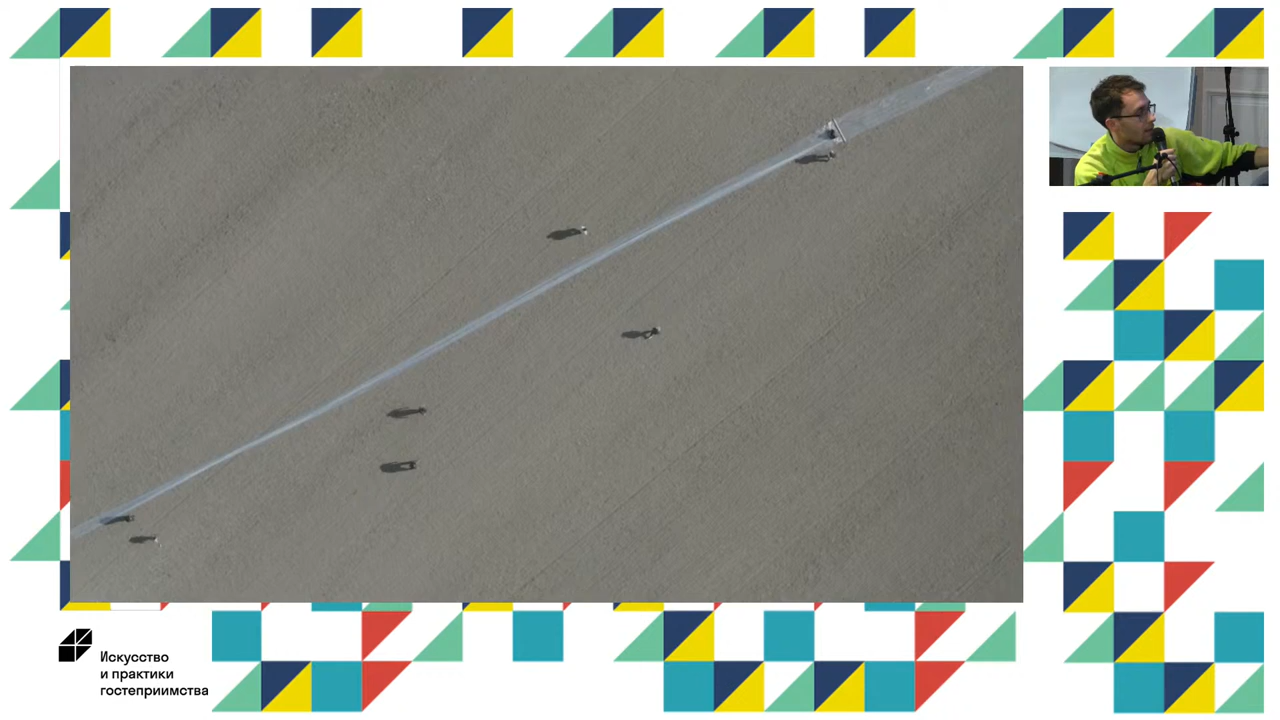 Искусство
и практики
гостеприимства